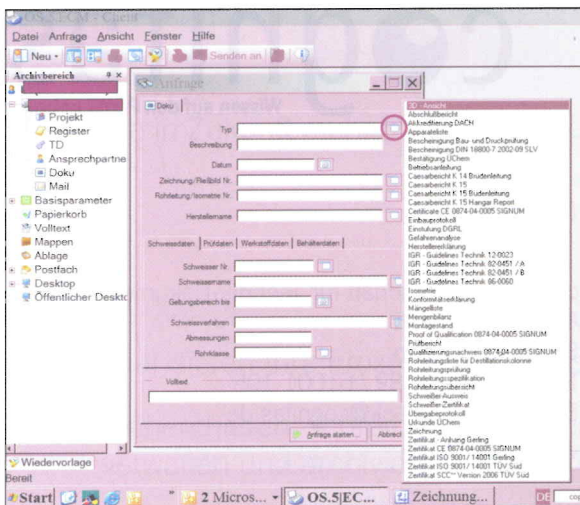 OS.5|ECM - Client
Datei Anfrage Ansicht Fenster Hilfe
Neu
Senden an
Archivbereich
Projekt
Register
TD
Ansprechpartne
Doku
Mail
Basisparameter
Papierkorb
Volltext
Mappen
Ablage
Postfach
Desktop
Öffentlicher Deskto
Wiedervorlage
Bereit
Anfrage
Doku
Typ
Beschreibung
Datum
Zeichnung/Fließbild Nr.
Rohrleitung/Isometrie Nr.
Herstellername
Schweissdaten Prüfdaten Werkstoffdaten Behälterdaten
Schweisser Nr.
Schweissername
Geltungsbereich bis
Schweissverfahren
Abmessungen
Rohrklasse
Volltext
Anfrage starten...
Abbrech
3D - Ansicht
Abschlußbericht
Akkreditierung DACH
Apparateliste
Bescheinigung Bau- und Druckprüfung
Bescheinigung DIN 18800-7 2002-09 SLV
Bestätigung UChem
Betriebsanleitung
Caesarbericht K 14 Brudenleitung
Caesarbericht K 15
Caesarbericht K 15 Brudenleitung
Caesarbericht K 15 Hangar Report
Certificate CE 0874-04-0005 SIGNUM
Einbauprotokoll
Einstufung DGRL
Gefahrenanalyse
Herstellererklärung
IGR - Guidelines Technik 12-0023
IGR - Guidelines Technik 82-0451 / A
IGR - Guidelines Technik 82-0451 / B
IGR - Guidelines Technik 86-0060
Isometrie
Konformitätserklärung
Mängelliste
Mengenbilanz
Montagestand
Proof of Qualification 0874-04-0005 SIGNUM
Prüfbericht
Qualifizierungsnachweis 0874-04-0005 SIGNUM
Rohrleitungsliste für Destillationskolonne
Rohrleitungsprüfung
Rohrleitungsspezifikation
Rohrleitungsübersicht
Schweißer-Ausweis
Schweißer-Zertifikat
Übergabeprotokoll
Urkunde UChem
Zeichnung
Zertifikat - Anhang Gerling
Zertifikat CE 0874-04-0005 SIGNUM
Zertifikat ISO 9001/ 14001 Gerling
Zertifikat ISO 9001/ 14001 TÜV Süd
Zertifikat SCC** Version 2006 TÜV Süd
Start
2 Micros...
OS.5|EC...
Zeichnung...
DE